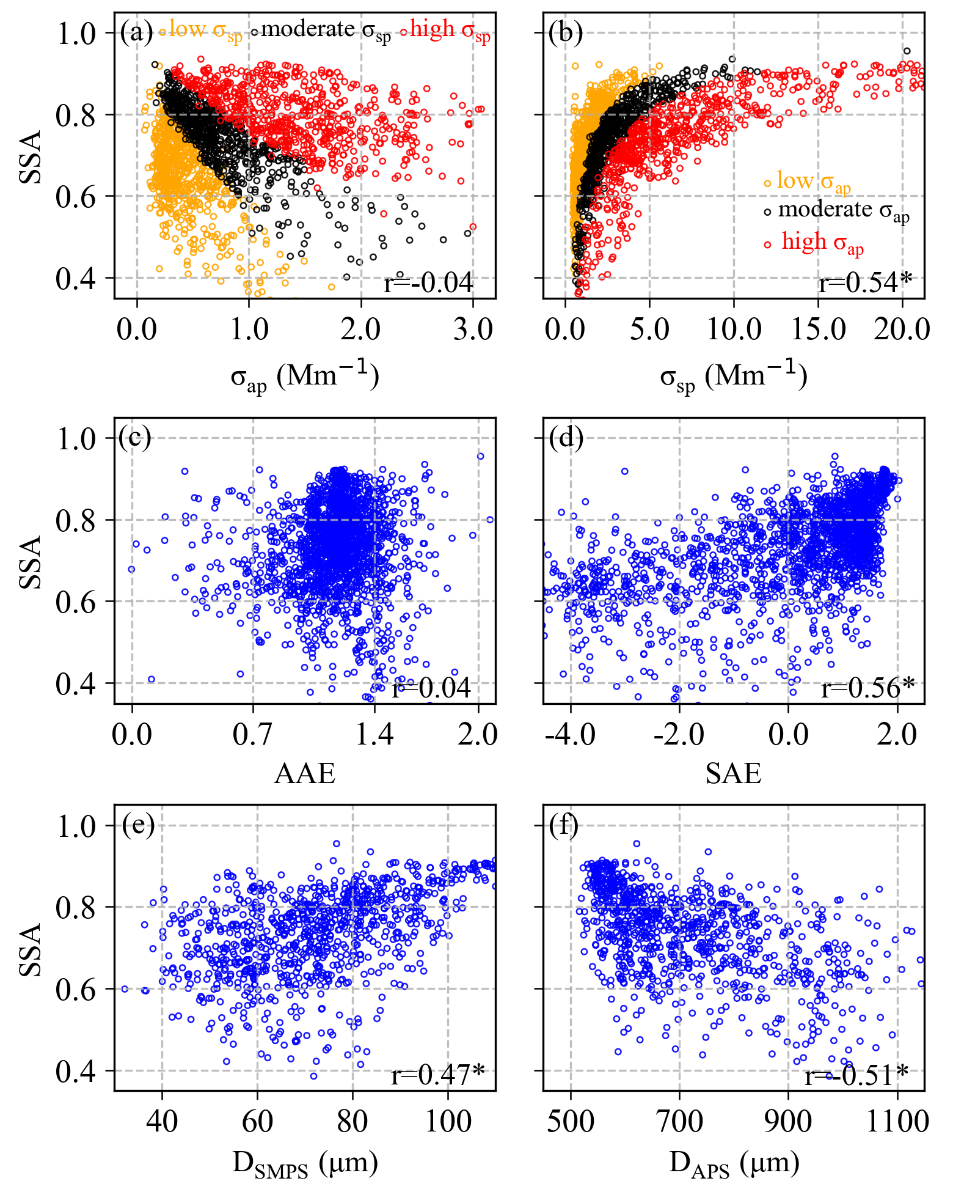 (a) low σsp moderate σsp high σsp
(b)
1.0
0.8
0.6
0.4
SSA
low σap
moderate σap
high σap
r=-0.04
r=0.54*
0.0 1.0 2.0 3.0
0.0 5.0 10.0 15.0 20.0
σap (Mm−1)
σsp (Mm−1)
(c)
(d)
1.0
0.8
0.6
0.4
SSA
r=0.04
r=0.56*
0.0 0.7 1.4 2.0
-4.0 -2.0 0.0 2.0
AAE
SAE
(e)
(f)
1.0
0.8
0.6
0.4
SSA
r=0.47*
r=-0.51*
40 60 80 100
500 700 900 1100
DSMPS (μm)
DAPS (μm)